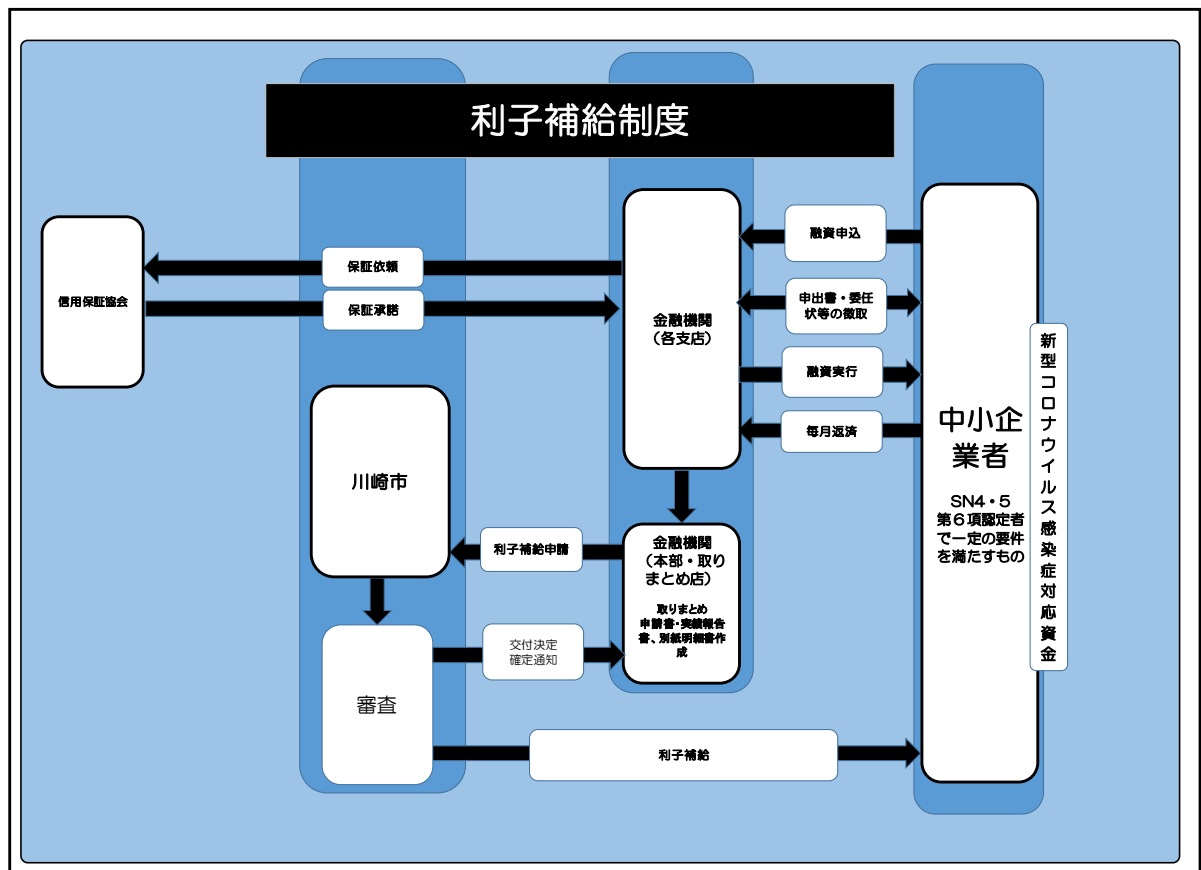 利子補給制度
信用保証協会
保証依頼
保証承諾
金融機関
(各支店)
融資申込
申出書・委任
状等の徴取
融資実行
毎月返済
中小企
業者
SN4・5
第6項認定者
で一定の要件
を満たすもの
新型コロナウイルス感染症対応資金
川崎市
利子補給申請
金融機関
(本部・取り
まとめ店)
取りまとめ
申請書・実績報告
書、別紙明細書作
成
審査
交付決定
確定通知
利子補給